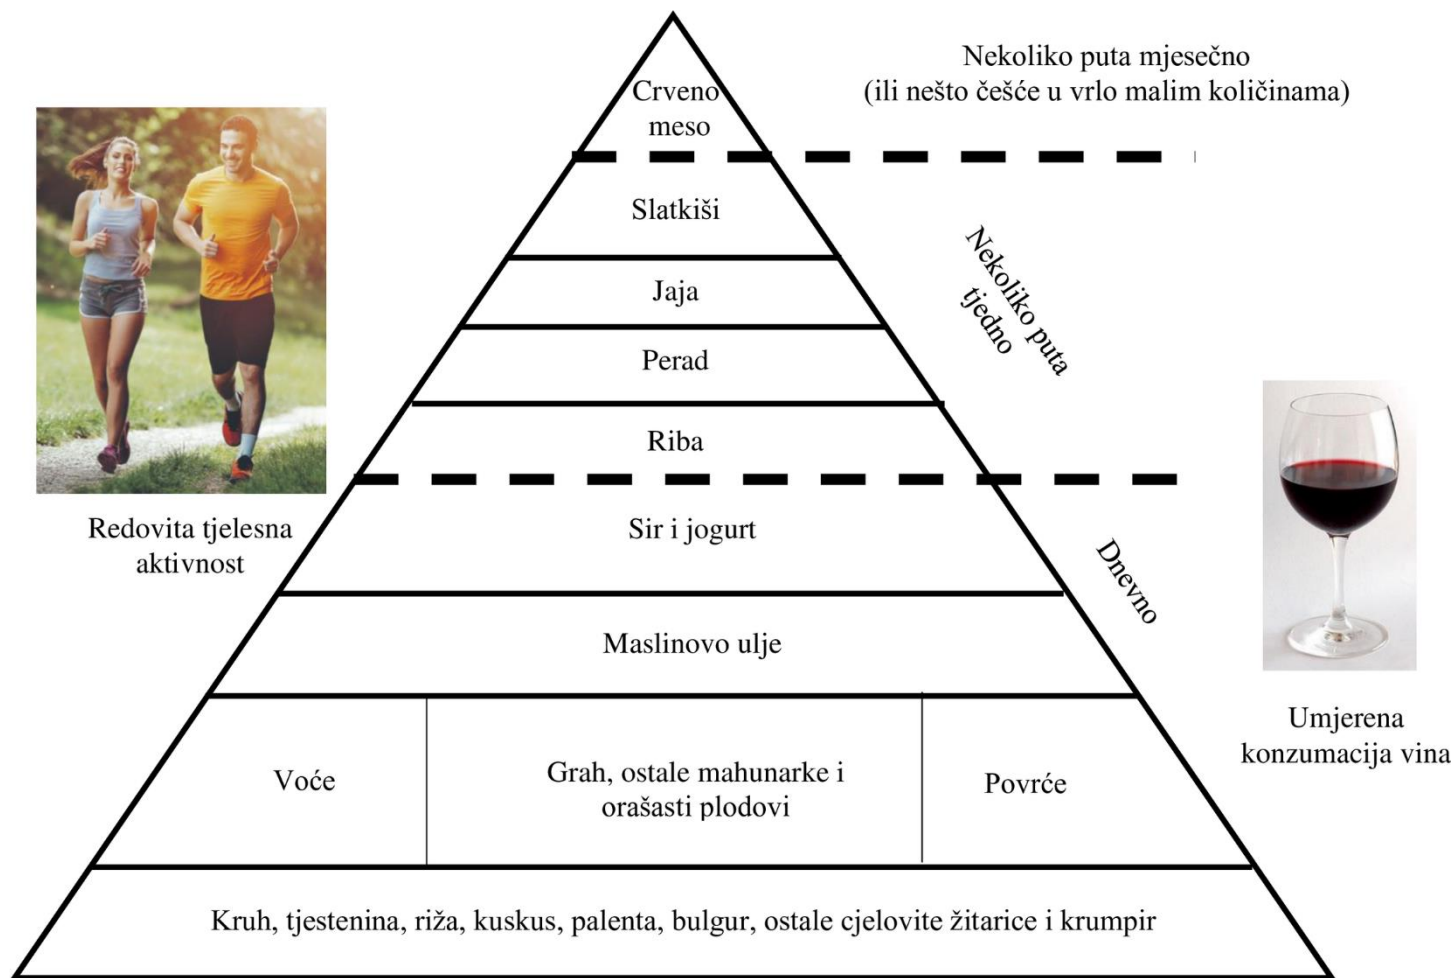 Nekoliko puta mjesečno
(ili nešto češće u vrlo malim količinama)
Crveno
meso
Slatkiši
Nekoliko puta
tjedno
Jaja
Perad
Riba
Redovita tjelesna
aktivnost
Sir i jogurt
Dnevno
Maslinovo ulje
Umjerena
konzumacija vina
Voće
Grah, ostale mahunarke i
orašasti plodovi
Povrće
Kruh, tjestenina, riža, kuskus, palenta, bulgur, ostale cjelovite žitarice i krumpir